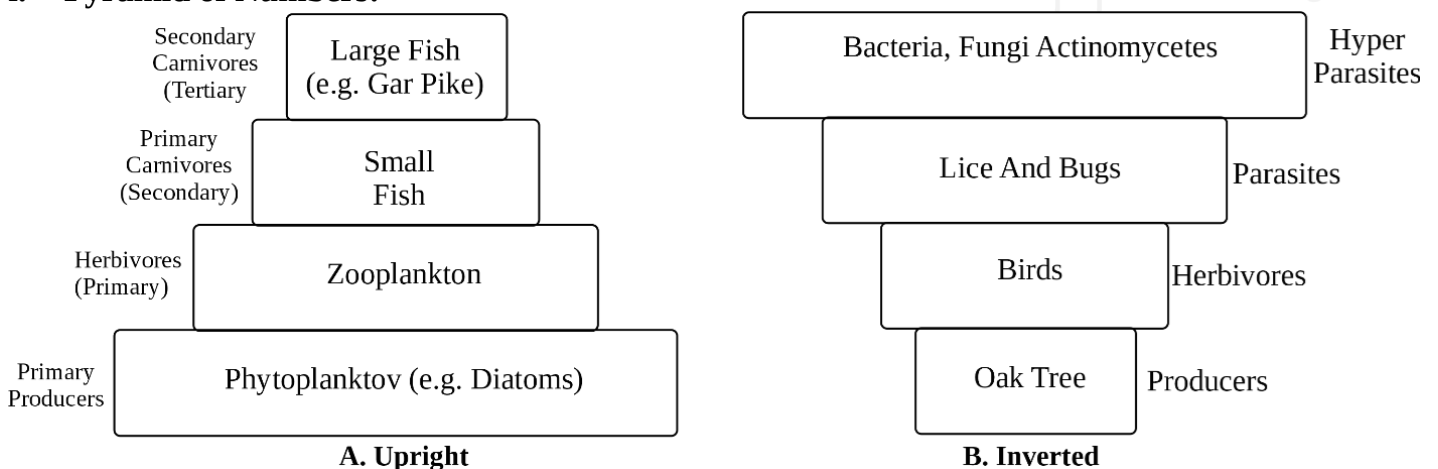 i. Pyramid of Numbers:
Secondary
Carnivores
(Tertiary
Large Fish
(e.g. Gar Pike)
Primary
Carnivores
(Secondary)
Small
Fish
Herbivores
(Primary)
Zooplankton
Primary
Producers
Phytoplanktov (e.g. Diatoms)
A. Upright
Bacteria, Fungi Actinomycetes
Hyper
Parasites
Lice And Bugs
Parasites
Birds
Herbivores
Oak Tree
Producers
B. Inverted